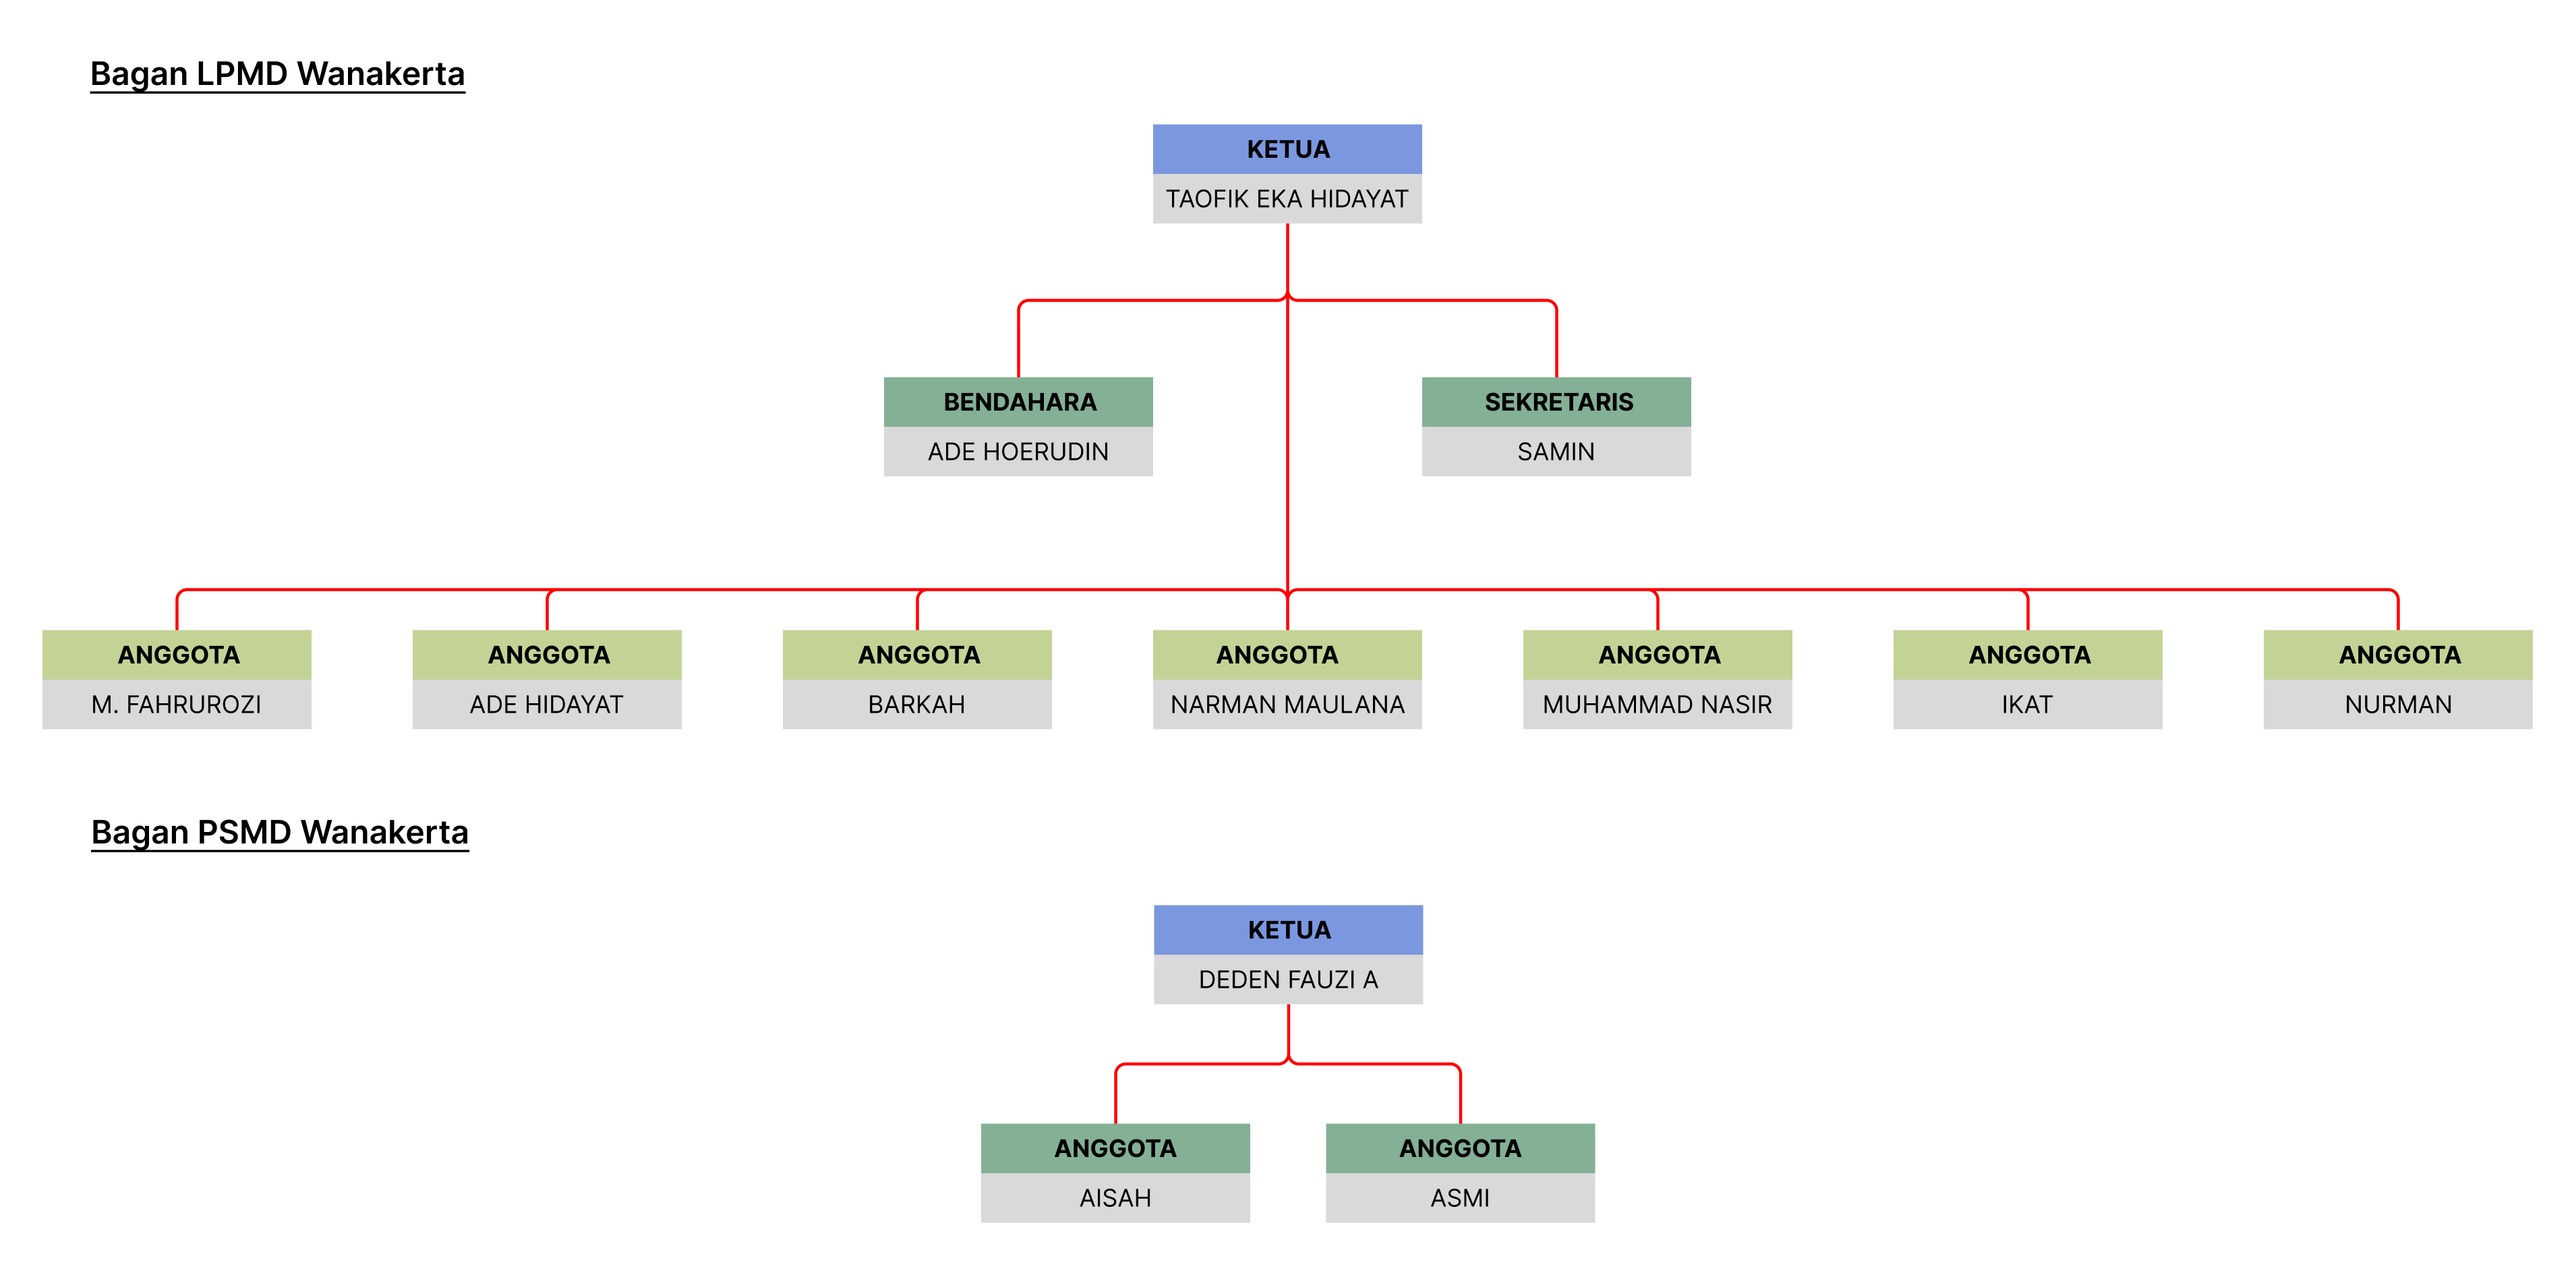 Bagan LPMD Wanakerta
KETUA
TAOFIK EKA HIDAYAT
BENDAHARA
ADE HOERUDIN
SEKRETARIS
SAMIN
ANGGOTA
M. FAHRUROZI
ANGGOTA
ADE HIDAYAT
ANGGOTA
BARKAH
ANGGOTA
NARMAN MAULANA
ANGGOTA
MUHAMMAD NASIR
ANGGOTA
IKAT
ANGGOTA
NURMAN
Bagan PSMD Wanakerta
KETUA
DEDEN FAUZI A
ANGGOTA
AISAH
ANGGOTA
ASMI